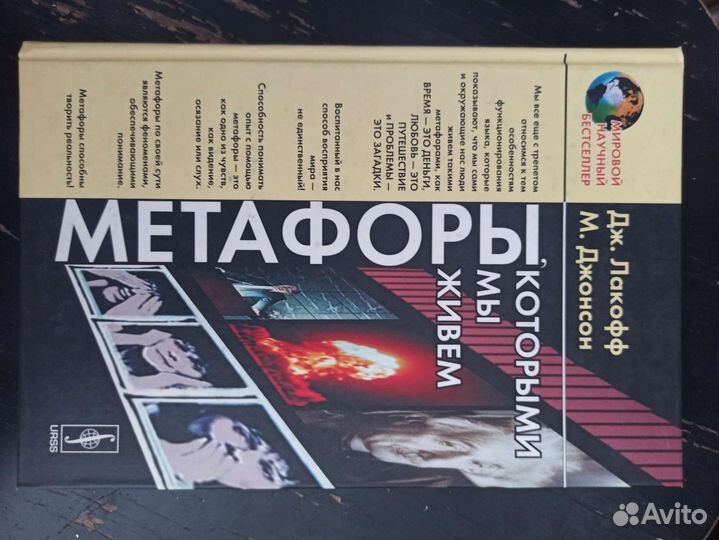 МИРОВОЙ
НАУЧНЫЙ
БЕСТСЕЛЛЕР
Дж. Лакофф
М. Джонсон
Мы все еще с трепетом
относимся к тем
особенностям
функционирования
языка, которые
показывают, что мы сами
и окружающие нас люди
живем такими
метафорами, как
ВРЕМЯ — ЭТО ДЕНЬГИ,
ЛЮБОВЬ — ЭТО
ПУТЕШЕСТВИЕ
и ПРОБЛЕМЫ —
ЭТО ЗАГАДКИ.
Воспитанный в нас
способ восприятия
мира —
не единственный!
Способность понимать
опыт с помощью
метафоры — это
как одно из чувств,
как видение,
осязание или слух.
Метафоры по своей сути
являются феноменами,
обеспечивающими
понимание.
Метафоры способны
творить реальность!
МЕТАФОРЫ,
КОТОРЫМИ
МЫ
ЖИВЕМ
URSS
Avito